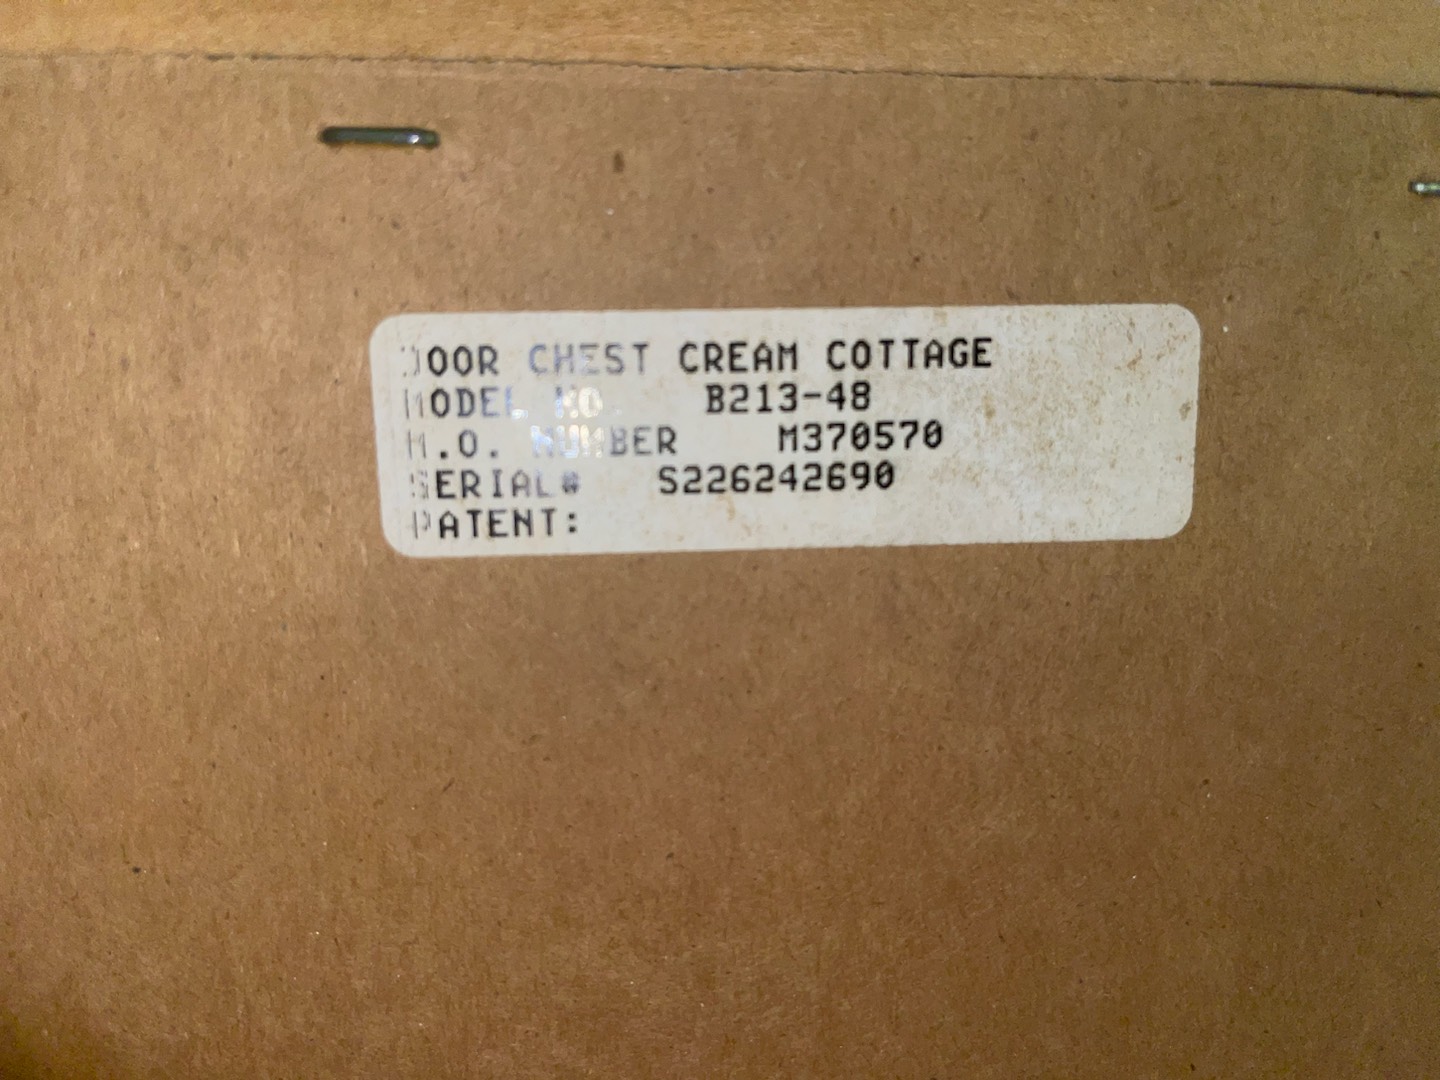 DOOR CHEST CREAM COTTAGE
MODEL NO. B213-48
M.O. NUMBER M370570
SERIAL# S226242690
PATENT: